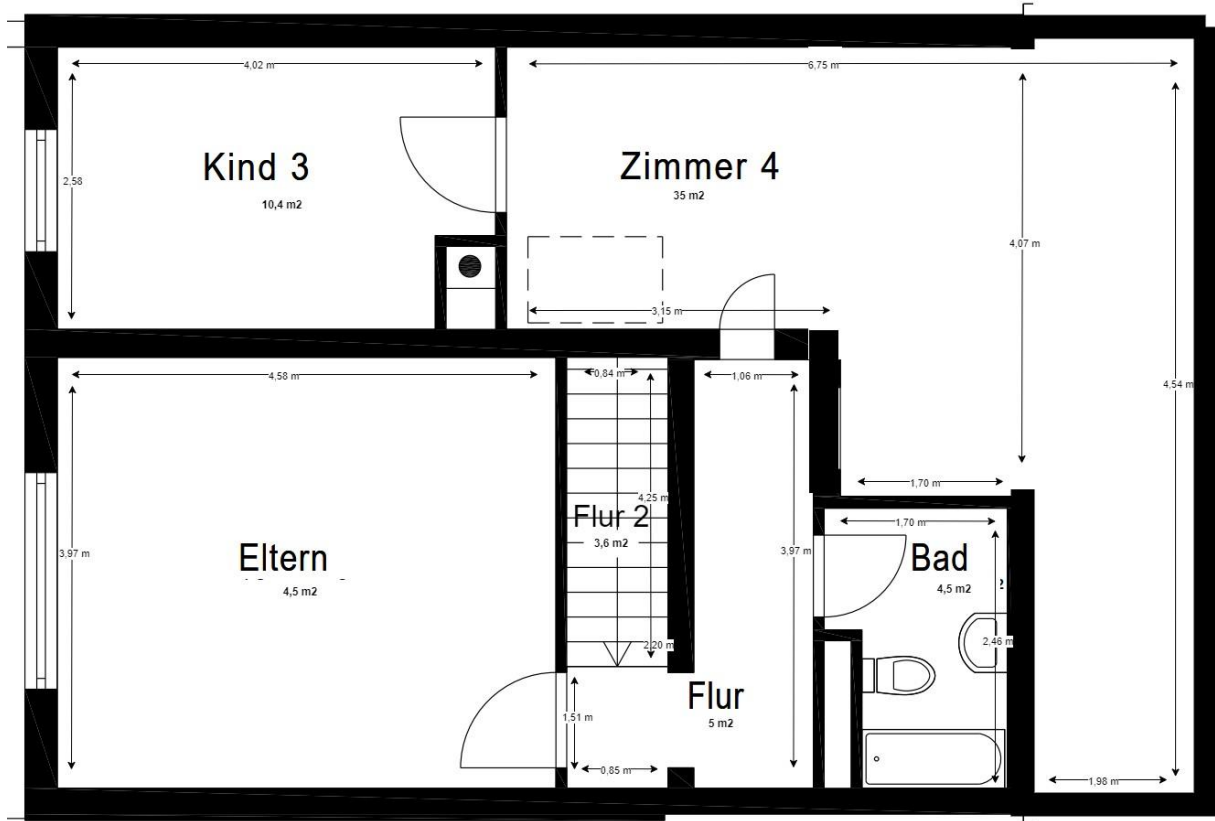 4,02 m
6,75 m
Kind 3
10,4 m2
2,58
Zimmer 4
35 m2
4,07 m
3,15 m
4,58 m
0,84 m
1,06 m
4,54 m
4,25 m
1,70 m
Flur 2
3,6 m2
1,70 m
3,97 m
3,97 m
Eltern
4,5 m2
Bad
4,5 m2
2,20 m
2,46 m
Flur
5 m2
1,51 m
0,85 m
1,98 m